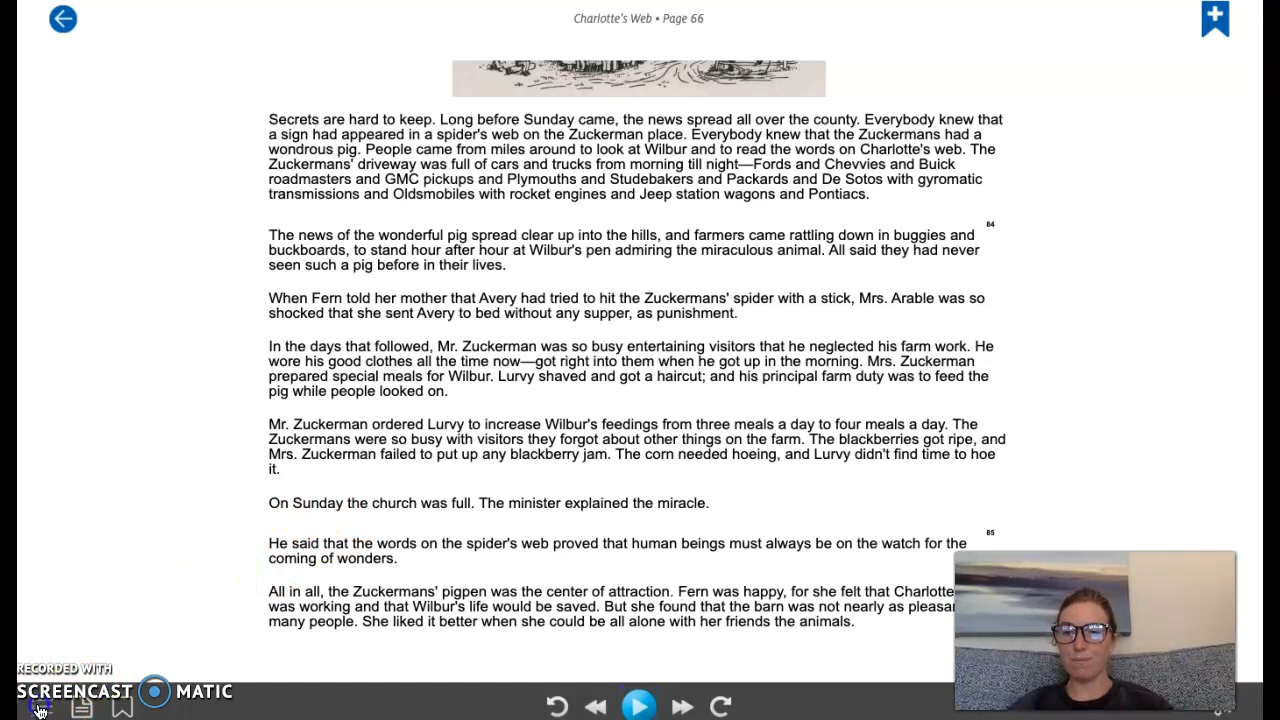 Charlotte's Web • Page 66
Secrets are hard to keep. Long before Sunday came, the news spread all over the county. Everybody knew that
a sign had appeared in a spider's web on the Zuckerman place. Everybody knew that the Zuckermans had a
wondrous pig. People came from miles around to look at Wilbur and to read the words on Charlotte's web. The
Zuckermans' driveway was full of cars and trucks from morning till night—Fords and Chevvies and Buick
roadmasters and GMC pickups and Plymouths and Studebakers and Packards and De Sotos with gyromatic
transmissions and Oldsmobiles with rocket engines and Jeep station wagons and Pontiacs.
84
The news of the wonderful pig spread clear up into the hills, and farmers came rattling down in buggies and
buckboards, to stand hour after hour at Wilbur's pen admiring the miraculous animal. All said they had never
seen such a pig before in their lives.
When Fern told her mother that Avery had tried to hit the Zuckermans' spider with a stick, Mrs. Arable was so
shocked that she sent Avery to bed without any supper, as punishment.
In the days that followed, Mr. Zuckerman was so busy entertaining visitors that he neglected his farm work. He
wore his good clothes all the time now—got right into them when he got up in the morning. Mrs. Zuckerman
prepared special meals for Wilbur. Lurvy shaved and got a haircut; and his principal farm duty was to feed the
pig while people looked on.
Mr. Zuckerman ordered Lurvy to increase Wilbur's feedings from three meals a day to four meals a day. The
Zuckermans were so busy with visitors they forgot about other things on the farm. The blackberries got ripe, and
Mrs. Zuckerman failed to put up any blackberry jam. The corn needed hoeing, and Lurvy didn't find time to hoe
it.
On Sunday the church was full. The minister explained the miracle.
85
He said that the words on the spider's web proved that human beings must always be on the watch for the
coming of wonders.
All in all, the Zuckermans' pigpen was the center of attraction. Fern was happy, for she felt that Charlotte
was working and that Wilbur's life would be saved. But she found that the barn was not nearly as pleasan
many people. She liked it better when she could be all alone with her friends the animals.
RECORDED WITH
SCREENCAST MATIC